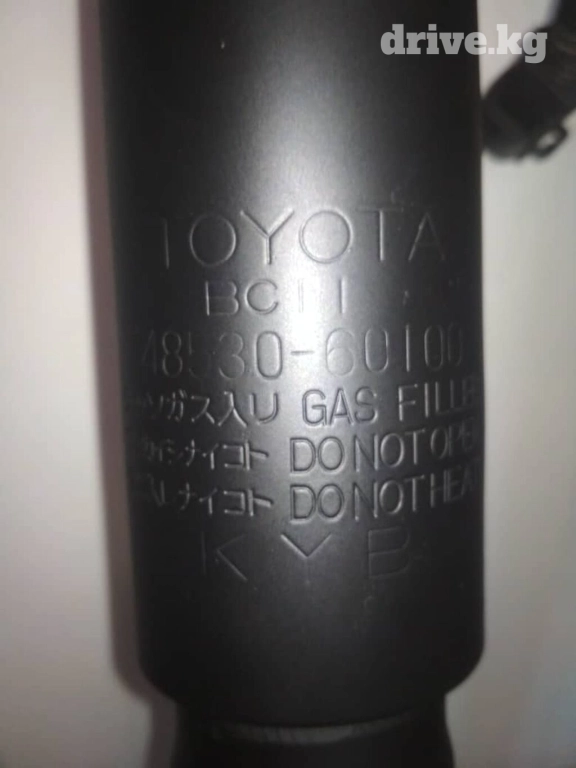 drive.kg
TOYOTA
BC11
48530-60100
ガス入り GAS FILLE
ナイコト DO NOT OPE
ナイコト DO NOT HEAT
KYB